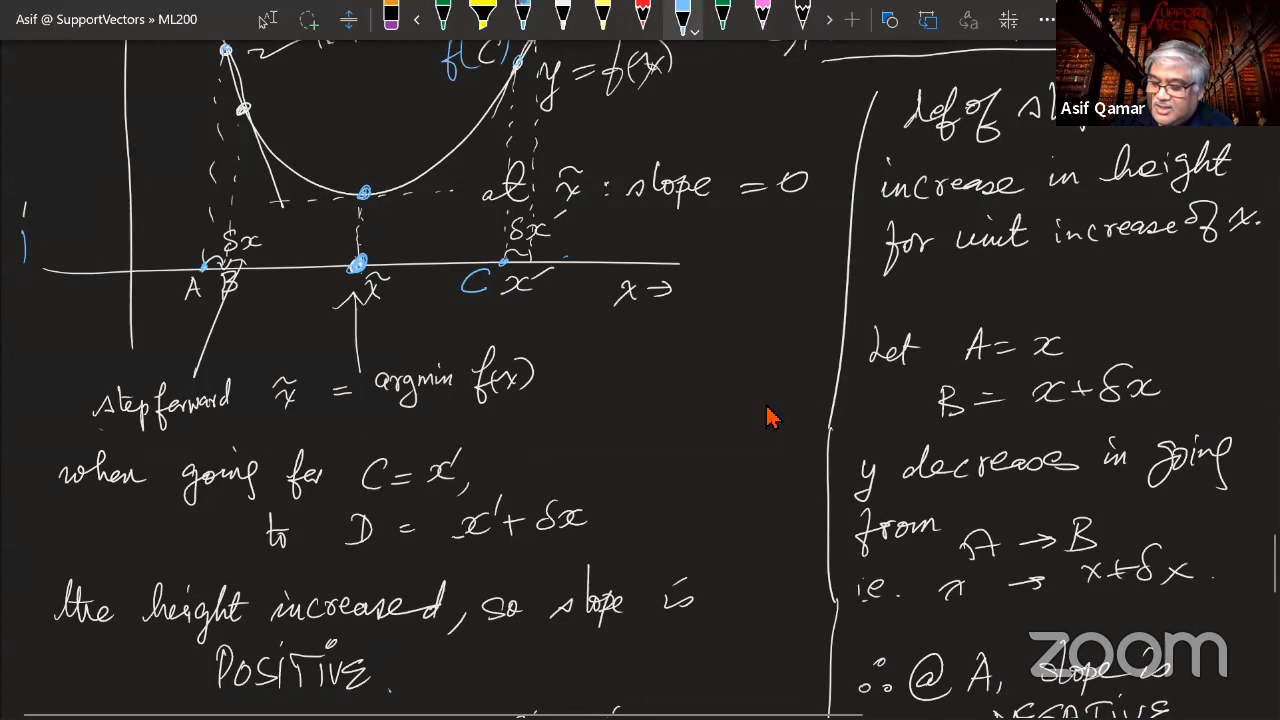 Asif @ SupportVectors » ML200
SUPPORT
VECTORS
Asif Qamar
f(C)
y = f(x)
at x̃ : slope = 0
δx
δx'
A B x̃ C x' x →
step forward x̃ = argmin f(x)
when going for C = x',
to D = x' + δx
the height increased, so slope is
POSITIVE.
def of
increase in height
for unit increase of x.
Let A = x
B = x + δx
y decreases in going
from A → B
i.e. x → x + δx.
∴ @ A, slope is
NEGATIVE
zoom